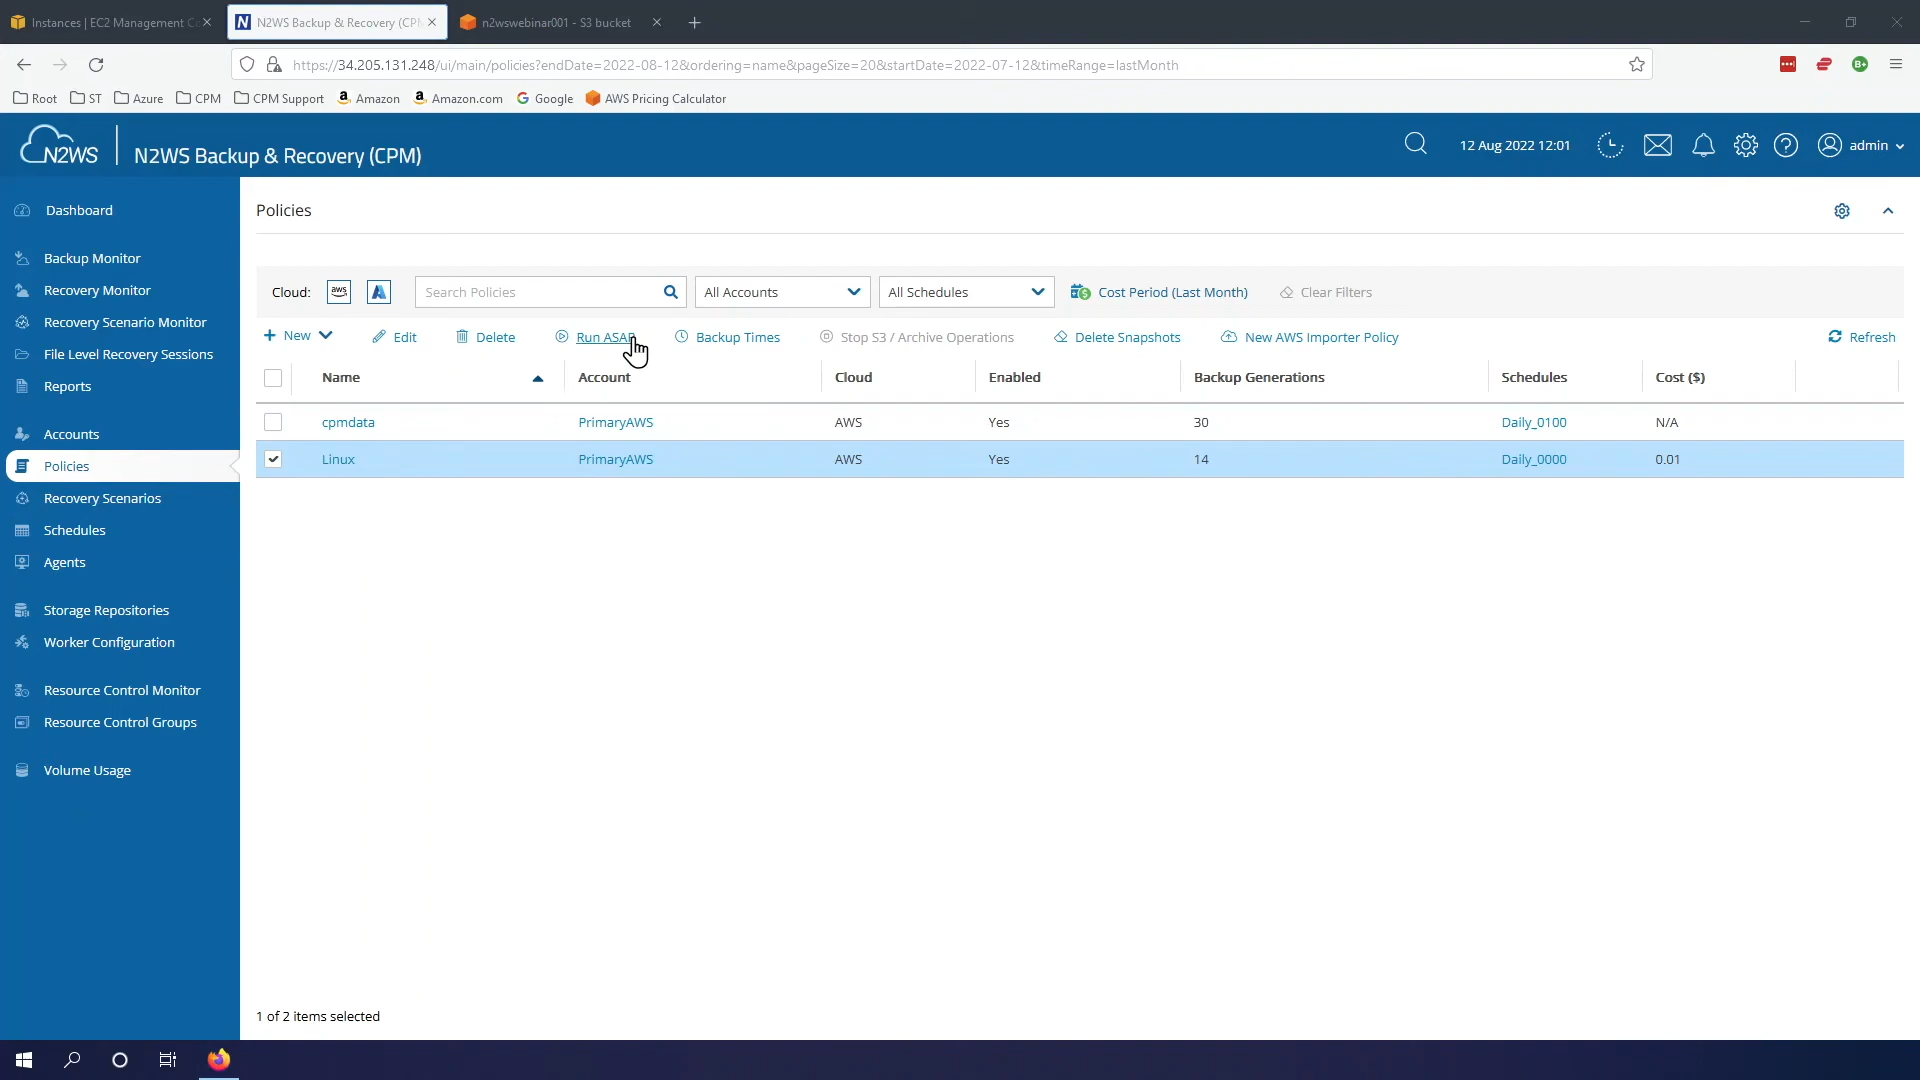 Instances | EC2 Management C
N2WS Backup & Recovery (CPM
n2wswebinar001 - S3 bucket
https://34.205.131.248/ui/main/policies?endDate=2022-08-12&ordering=name&pageSize=20&startDate=2022-07-12&timeRange=lastMonth
Root
ST
Azure
CPM
CPM Support
Amazon
Amazon.com
Google
AWS Pricing Calculator
N2WS
N2WS Backup & Recovery (CPM)
12 Aug 2022 12:01
admin
Dashboard
Backup Monitor
Recovery Monitor
Recovery Scenario Monitor
File Level Recovery Sessions
Reports
Accounts
Policies
Recovery Scenarios
Schedules
Agents
Storage Repositories
Worker Configuration
Resource Control Monitor
Resource Control Groups
Volume Usage
Policies
Cloud:
aws
Search Policies
All Accounts
All Schedules
Cost Period (Last Month)
Clear Filters
New
Edit
Delete
Run ASAP
Backup Times
Stop S3 / Archive Operations
Delete Snapshots
New AWS Importer Policy
Refresh
Name Account Cloud Enabled Backup Generations Schedules Cost ($)
cpmdata PrimaryAWS AWS Yes 30 Daily_0100 N/A
Linux PrimaryAWS AWS Yes 14 Daily_0000 0.01
1 of 2 items selected